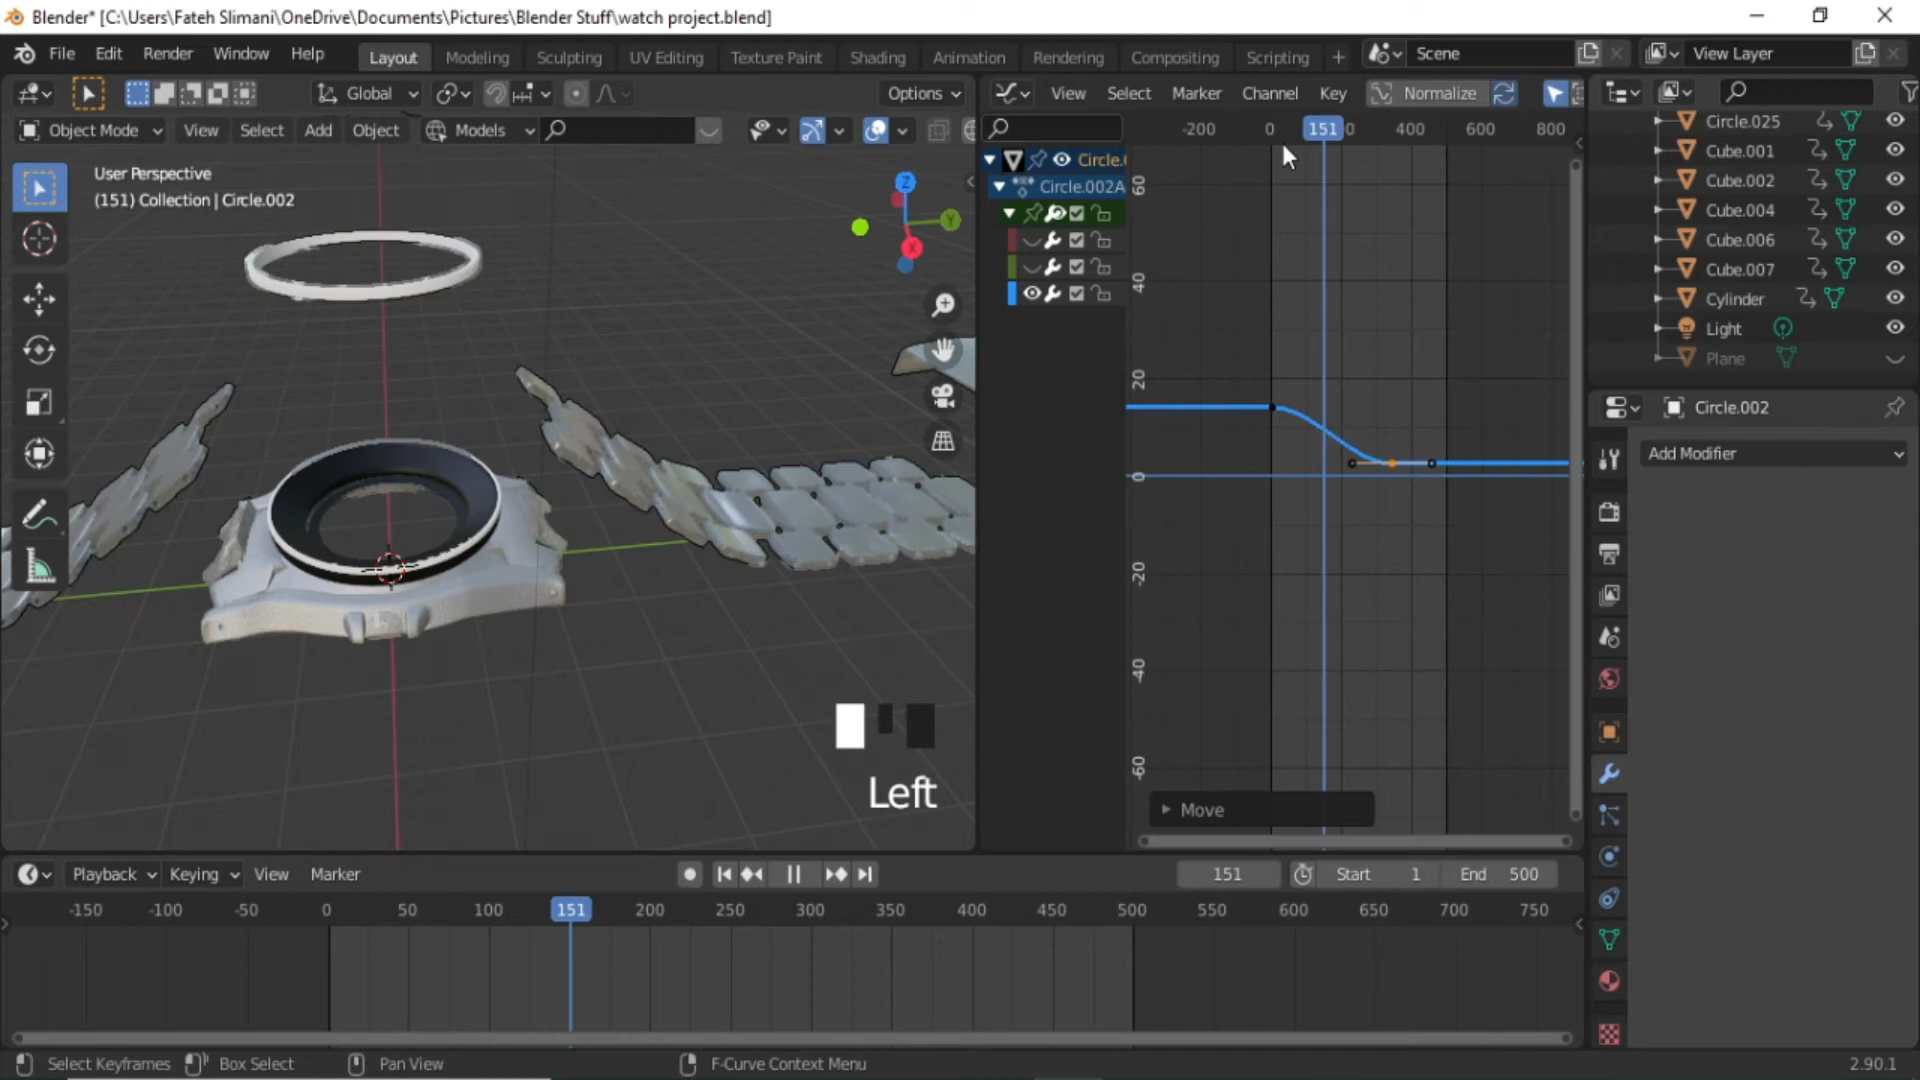 Blender* [C:\Users\Fateh Slimani\OneDrive\Documents\Pictures\Blender Stuff\watch project.blend]
File Edit Render Window Help Layout Modeling Sculpting UV Editing Texture Paint Shading Animation Rendering Compositing Scripting + Scene View Layer
Global Options View Select Marker Channel Key Normalize
Object Mode View Select Add Object Models
-200 0 151 0 400 600 800
User Perspective
(151) Collection | Circle.002
Z
Y
X
Circle.
Circle.002A
60
40
20
0
-20
-40
-60
Circle.025
Cube.001
Cube.002
Cube.004
Cube.006
Cube.007
Cylinder
Light
Plane
Circle.002
Add Modifier
Left
Move
Playback Keying View Marker 151 Start 1 End 500
-150 -100 -50 0 50 100 151 200 250 300 350 400 450 500 550 600 650 700 750
Select Keyframes Box Select Pan View F-Curve Context Menu 2.90.1